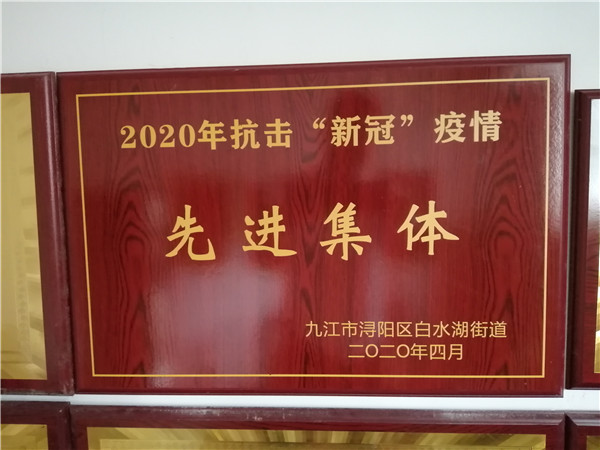 2020年抗击“新冠”疫情
先进集体
九江市浔阳区白水湖街道
二〇二〇年四月